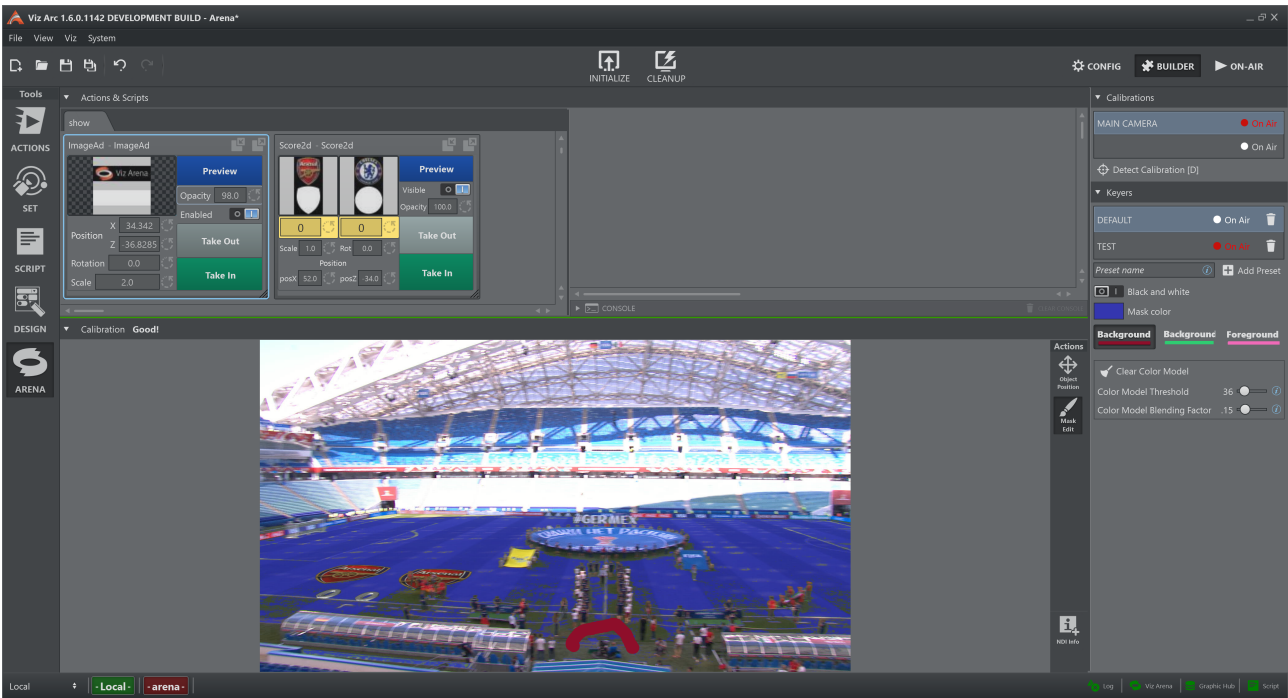 Viz Arc 1.6.0.1142 DEVELOPMENT BUILD - Arena*
File View Viz System
INITIALIZE CLEANUP
CONFIG BUILDER ON-AIR
Tools
ACTIONS
SET
SCRIPT
DESIGN
ARENA
Actions & Scripts
show
ImageAd - ImageAd
Viz Arena
Preview
Opacity 98.0
Enabled
Position X 34.342
Z -36.8285
Take Out
Rotation 0.0
Scale 2.0
Take In
Score2d - Score2d
Arsenal
Preview
Visible
Opacity 100.0
0 0
Take Out
Scale 1.0 Rot 0.0
Position
posX 52.0 posZ -34.0
Take In
CONSOLE
CLEAR CONSOLE
Calibration Good!
#GERMEX
Arsenal Arsenal
Actions
Object
Position
Mask
Edit
NDI Info
Calibrations
MAIN CAMERA On Air
On Air
Detect Calibration [D]
Keyers
DEFAULT On Air
TEST On Air
Preset name Add Preset
Black and white
Mask color
Background Background Foreground
Clear Color Model
Color Model Threshold 36
Color Model Blending Factor .15
Local - Local - - arena -
Log Viz Arena Graphic Hub Script